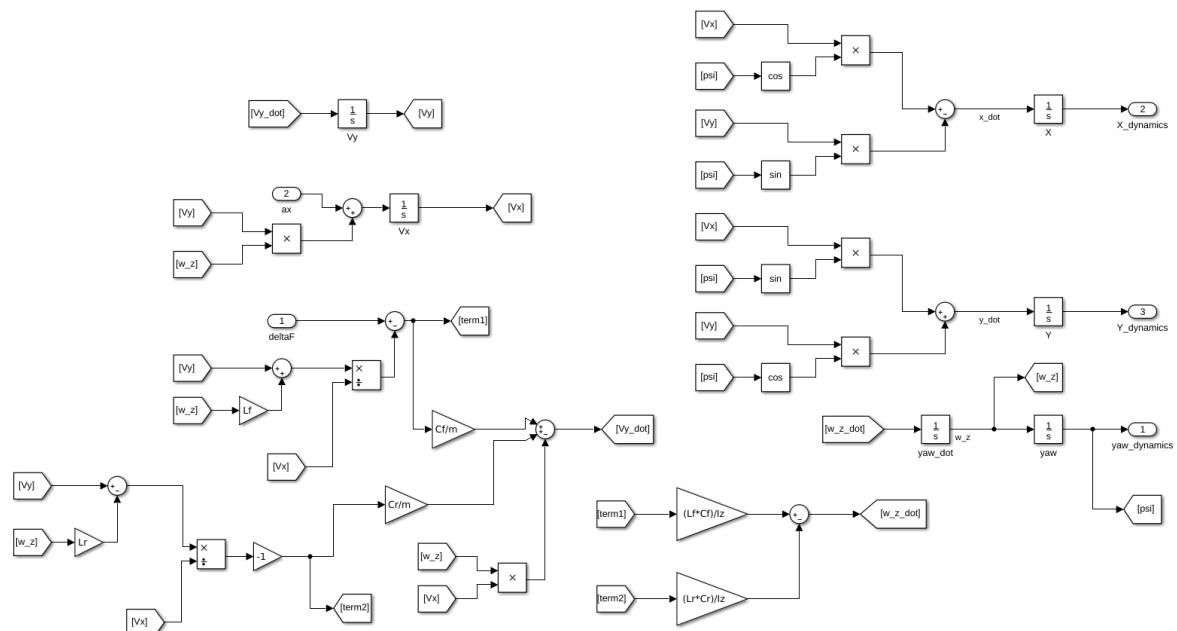 [Vy_dot]
1
s
Vy
[Vy]
2
ax
[Vy]
[w_z]
×
+
+
1
s
Vx
[Vx]
1
deltaF
+
−
[term1]
[Vy]
[w_z]
Lf
+
+
×
÷
[Vx]
Cf/m
+
+
−
[Vy_dot]
[Vy]
[w_z]
Lr
+
−
×
÷
[Vx]
-1
[term2]
Cr/m
[w_z]
[Vx]
×
[Vx]
[psi]
cos
×
[Vy]
[psi]
sin
×
+
−
x_dot
1
s
X
2
X_dynamics
[Vx]
[psi]
sin
×
[Vy]
[psi]
cos
×
+
+
y_dot
1
s
Y
3
Y_dynamics
[w_z_dot]
1
s
yaw_dot
w_z
[w_z]
1
s
yaw
1
yaw_dynamics
[psi]
[term1]
(Lf*Cf)/Iz
[term2]
(Lr*Cr)/Iz
+
−
[w_z_dot]